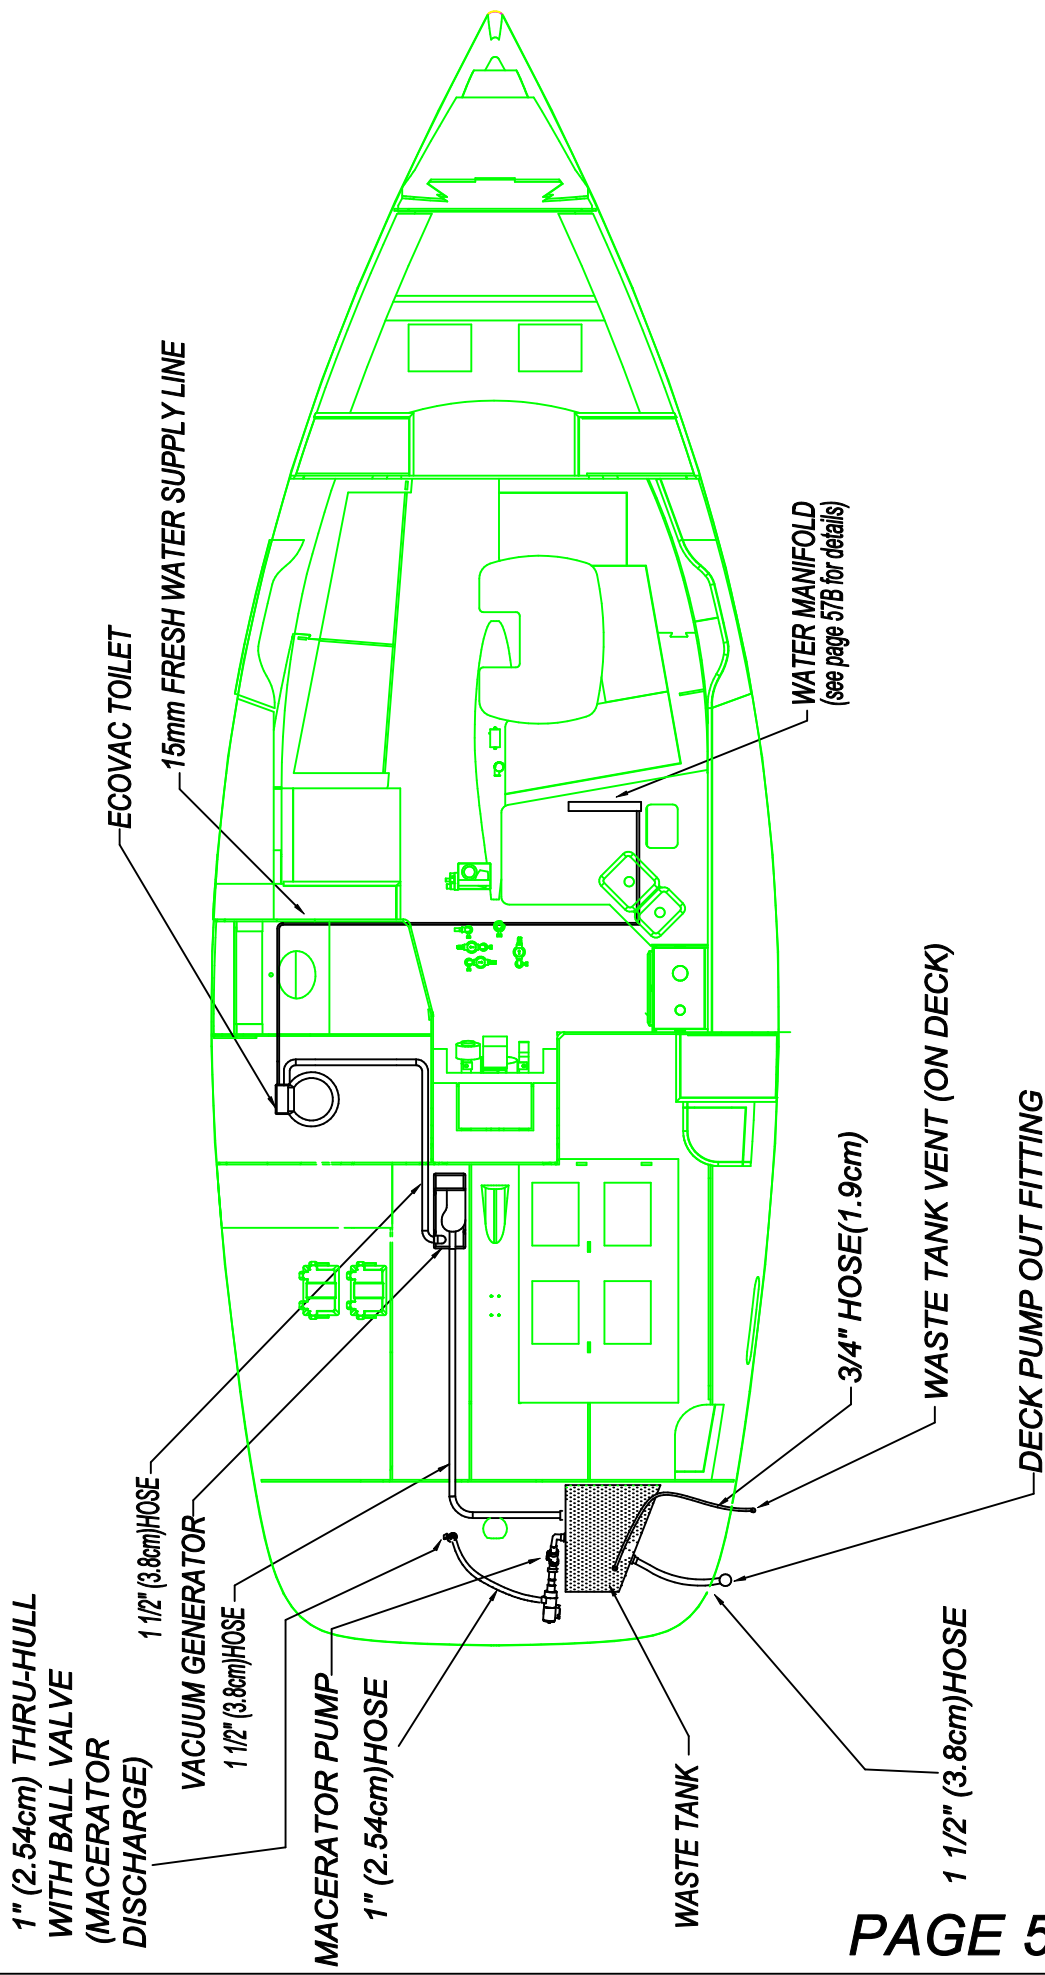 1" (2.54cm) THRU-HULL
WITH BALL VALVE
(MACERATOR
DISCHARGE)
1 1/2" (3.8cm)HOSE
VACUUM GENERATOR
1 1/2" (3.8cm)HOSE
MACERATOR PUMP
1" (2.54cm)HOSE
ECOVAC TOILET
15mm FRESH WATER SUPPLY LINE
WATER MANIFOLD
(see page 57B for details)
WASTE TANK
3/4" HOSE(1.9cm)
WASTE TANK VENT (ON DECK)
DECK PUMP OUT FITTING
1 1/2" (3.8cm)HOSE
PAGE 5